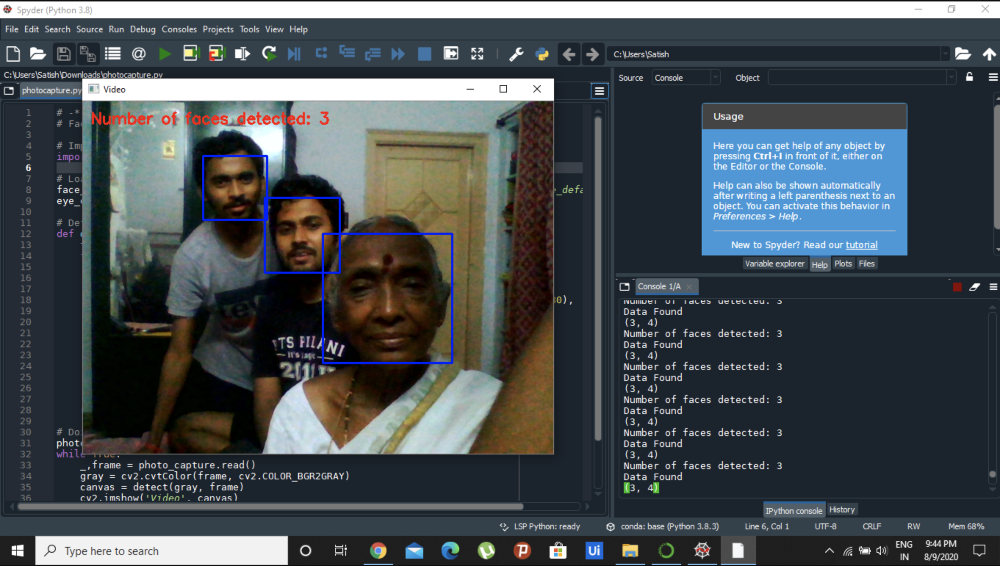 Spyder (Python 3.8)
File Edit Search Source Run Debug Consoles Projects Tools View Help
C:\Users\Satish
C:\Users\Satish\Downloads\photocapture.py
photocapture.py
Video
Number of faces detected: 3
1 # -*
2 # Fa
3
4 # Im
5 impo
6
7 # Lo
8 face_ e_defa
9 eye_
10
11 # De
12 def
13
14
15
16
17
18 30),
19
20
21
22
23
24
25
26
27
28
29
30 # Do
31 phot
32 while True:
33 _,frame = photo_capture.read()
34 gray = cv2.cvtColor(frame, cv2.COLOR_BGR2GRAY)
35 canvas = detect(gray, frame)
36 cv2.imshow('Video', canvas)
TS PILANI
It's
Source Console Object
Usage
Here you can get help of any object by
pressing Ctrl+I in front of it, either on
the Editor or the Console.
Help can also be shown automatically
after writing a left parenthesis next to an
object. You can activate this behavior in
Preferences > Help.
New to Spyder? Read our tutorial
Variable explorer Help Plots Files
Console 1/A
Number of faces detected: 3
Data Found
(3, 4)
Number of faces detected: 3
Data Found
(3, 4)
Number of faces detected: 3
Data Found
(3, 4)
Number of faces detected: 3
Data Found
(3, 4)
Number of faces detected: 3
Data Found
(3, 4)
Number of faces detected: 3
Data Found
(3, 4)
IPython console History
LSP Python: ready conda: base (Python 3.8.3) Line 6, Col 1 UTF-8 CRLF RW Mem 68%
Type here to search
Ui
ENG
IN
9:44 PM
8/9/2020